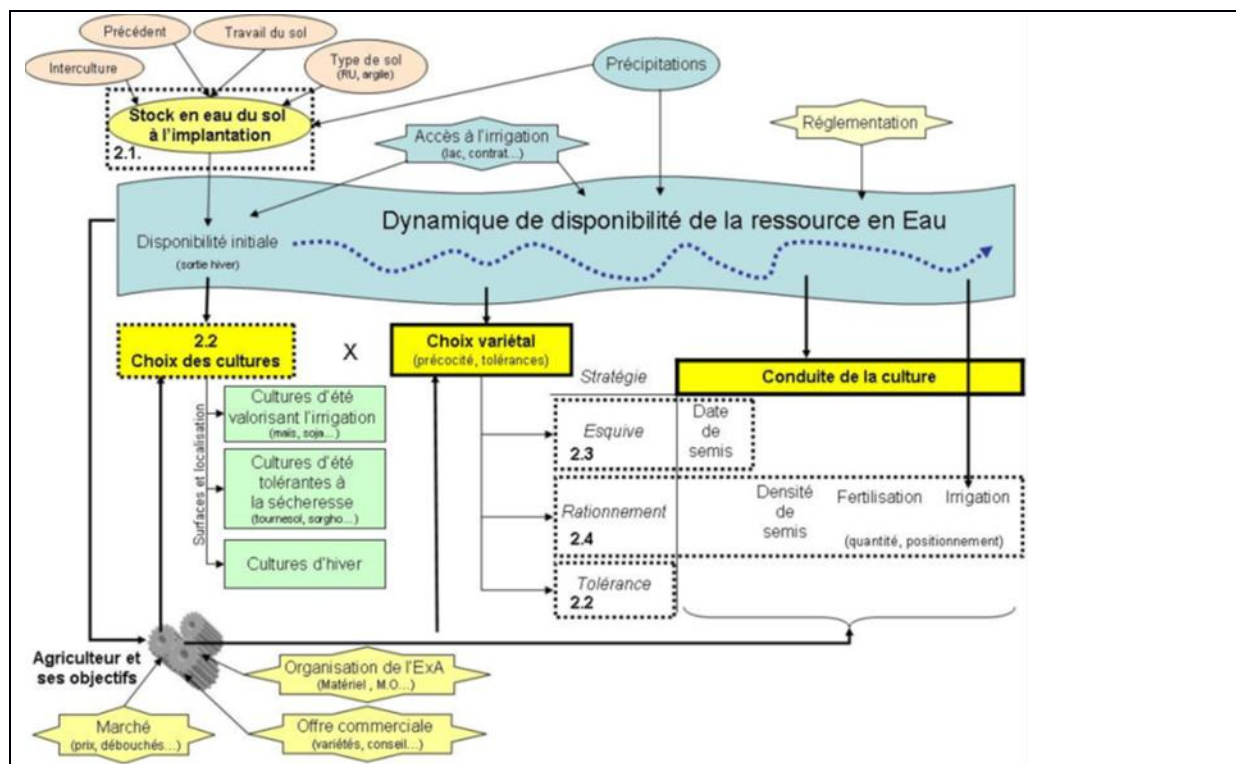 Précédent
Travail du sol
Interculture
Type de sol
(RU, argile)
Précipitations
Stock en eau du sol
à l'implantation
2.1.
Accès à l'irrigation
(lac, contrat...)
Réglementation
Dynamique de disponibilité de la ressource en Eau
Disponibilité initiale
(sortie hiver)
2.2
Choix des cultures
X
Choix variétal
(précocité, tolérances)
Stratégie
Conduite de la culture
Surfaces et localisation
Cultures d'été
valorisant l'irrigation
(maïs, soja...)
Cultures d'été
tolérantes à
la sécheresse
(tournesol, sorgho...)
Cultures d'hiver
Esquive
2.3
Date
de
semis
Rationnement
2.4
Densité
de
semis
Fertilisation
Irrigation
(quantité, positionnement)
Tolérance
2.2
Agriculteur et
ses objectifs
Organisation de l'ExA
(Matériel , M.O...)
Marché
(prix, débouchés...)
Offre commerciale
(variétés, conseil...)